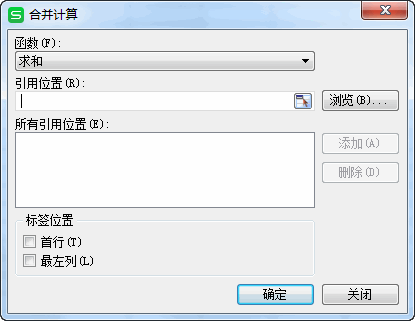 合并计算
函数(F):
求和
引用位置(R):
浏览(B)...
所有引用位置(E):
添加(A)
删除(D)
标签位置
首行(T)
最左列(L)
确定
关闭